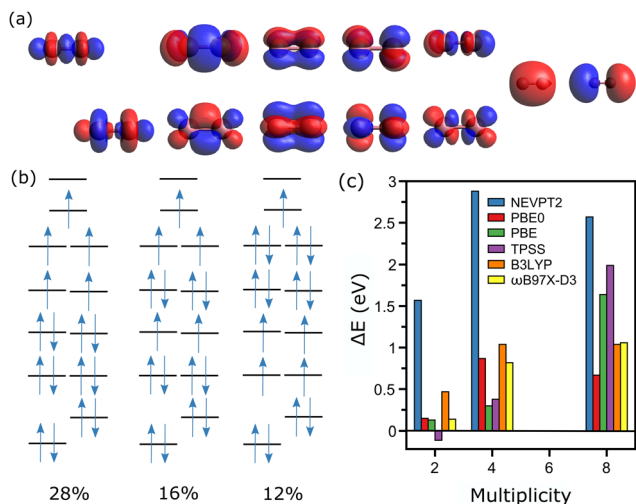 (a)
(b)
28%
16%
12%
(c)
3
2.5
2
1.5
1
0.5
0
ΔE (eV)
NEVPT2
PBE0
PBE
TPSS
B3LYP
ωB97X-D3
2
4
6
8
Multiplicity